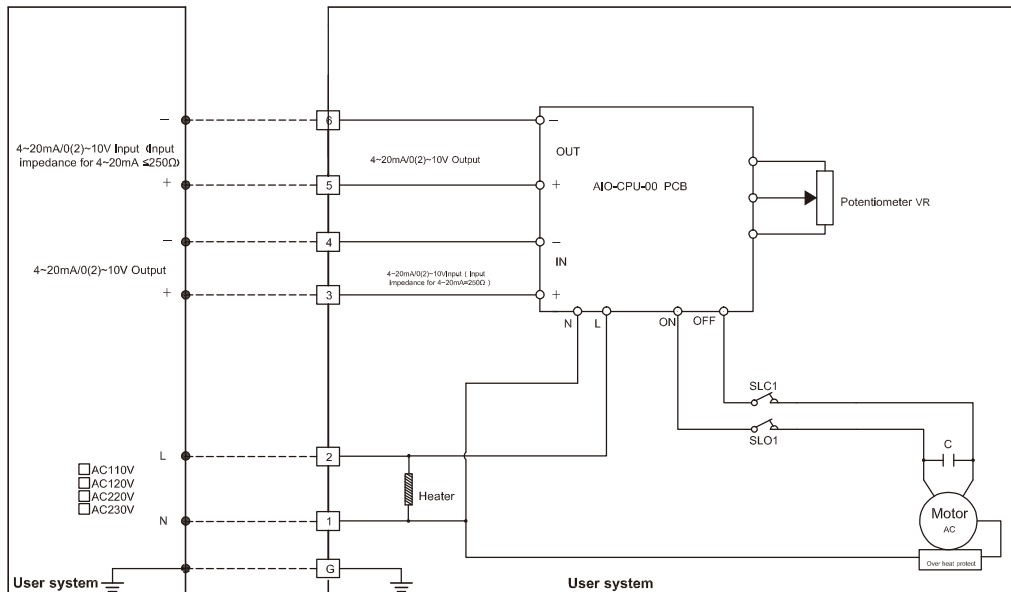 −
4~20mA/0(2)~10V Input (Input
impedance for 4~20mA ≤250Ω)
+
−
4~20mA/0(2)~10V Output
+
L
AC110V
AC120V
AC220V
AC230V
N
User system
6
5
4
3
2
1
G
4~20mA/0(2)~10V Output
4~20mA/0(2)~10VInput ( Input
Impedance for 4~20mA=250Ω )
−
OUT
+
AIO-CPU-00 PCB
−
IN
+
N
L
ON
OFF
Potentiometer VR
SLC1
SLO1
C
Heater
Motor
AC
Over heat protect
User system